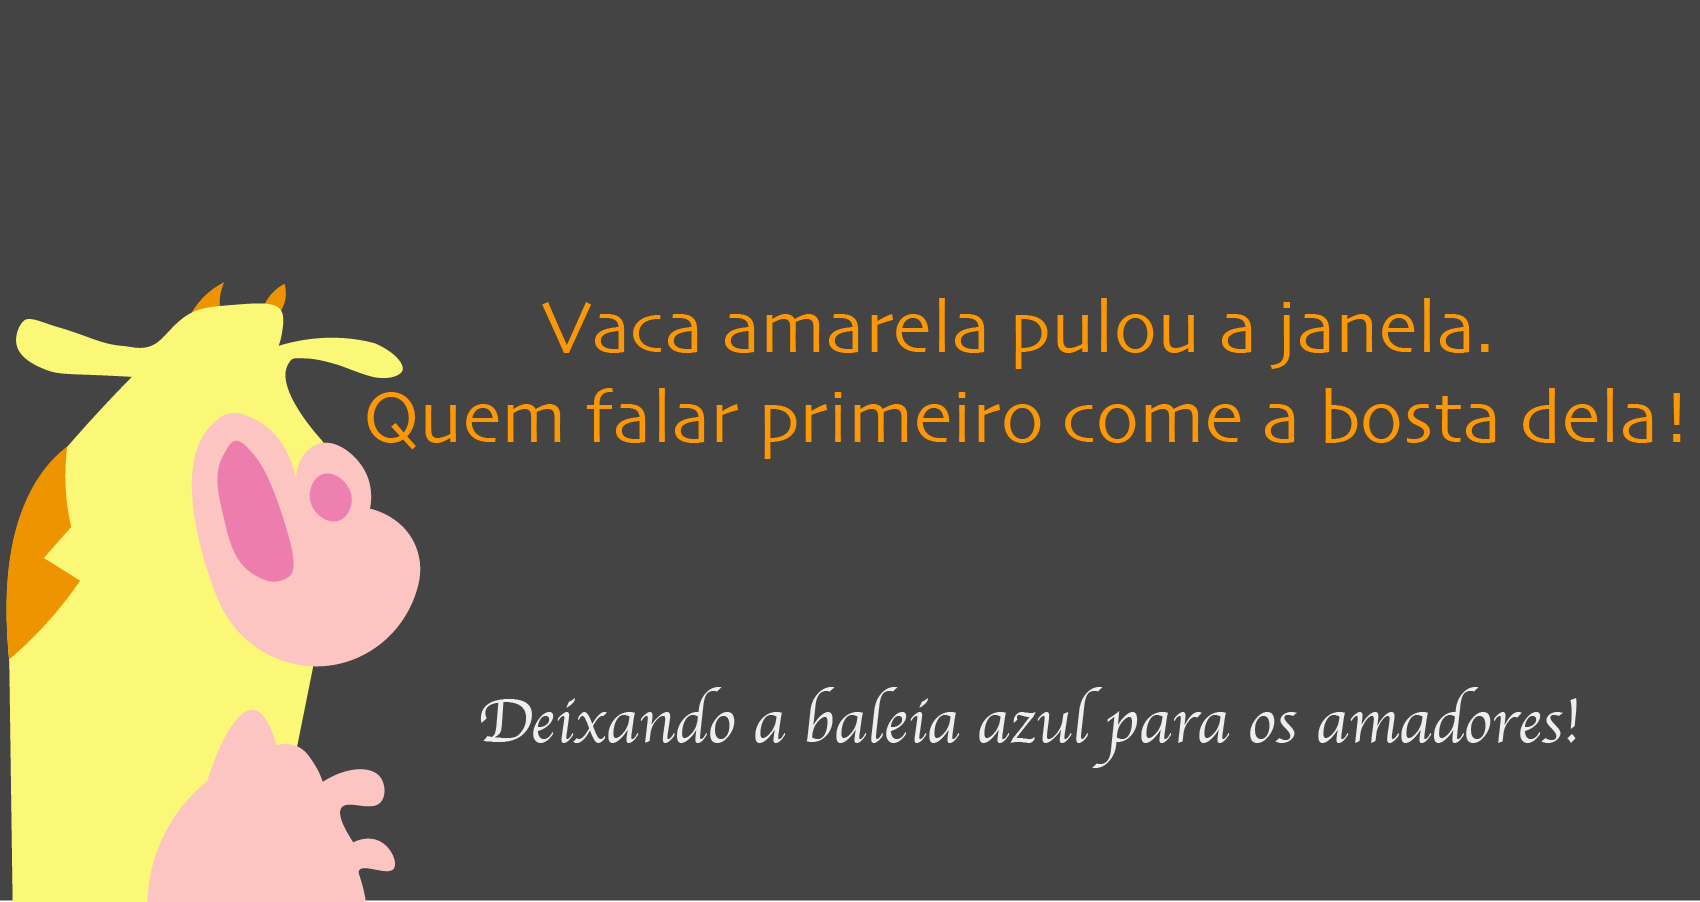 Vaca amarela pulou a janela.
Quem falar primeiro come a bosta dela!
Deixando a baleia azul para os amadores!